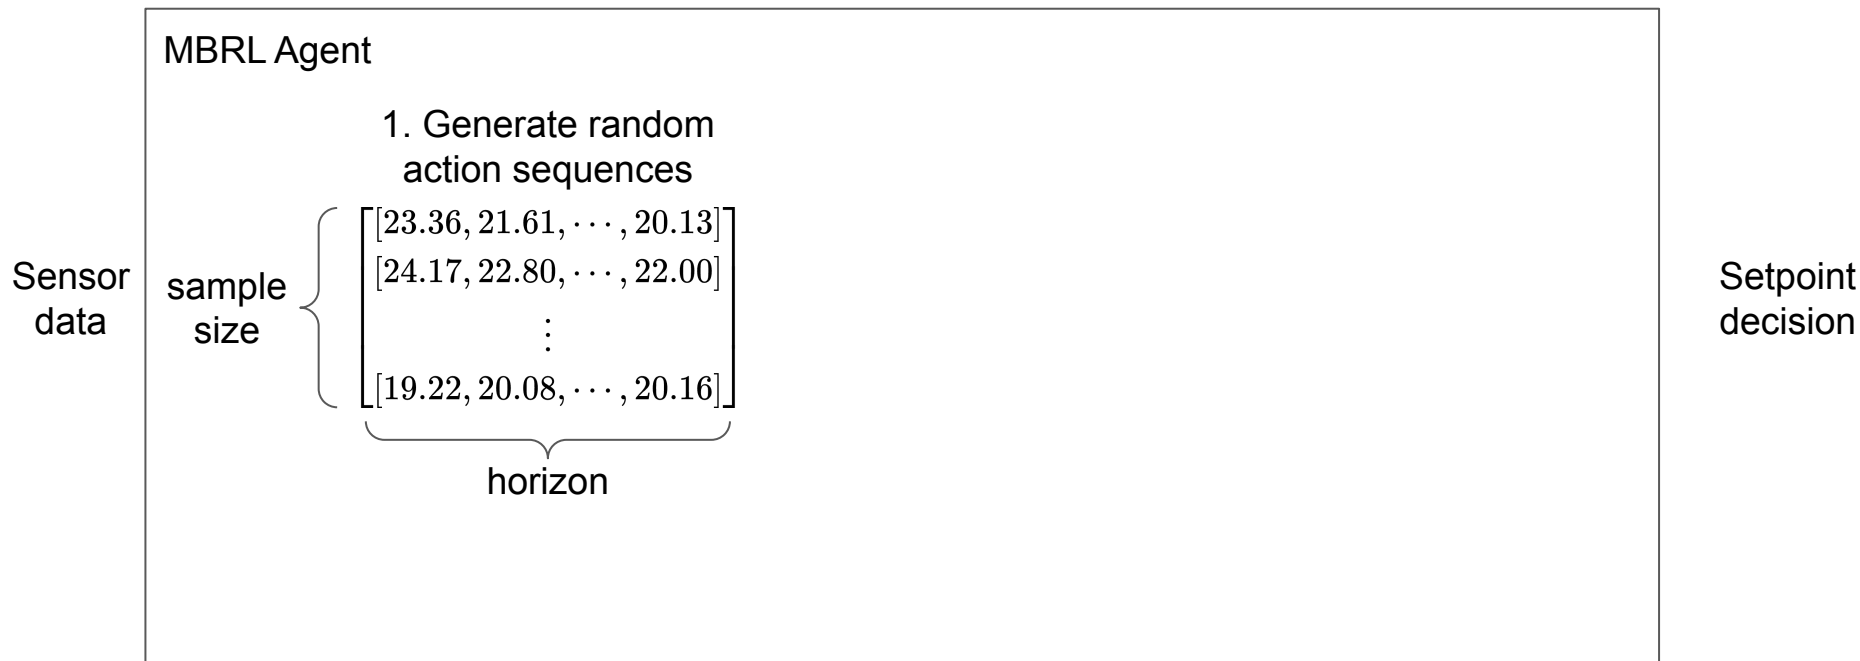 MBRL Agent
1. Generate random
action sequences
Sensor
data
sample
size
[23.36, 21.61, ⋯ , 20.13]
[24.17, 22.80, ⋯ , 22.00]
⋮
[19.22, 20.08, ⋯ , 20.16]
horizon
Setpoint
decision